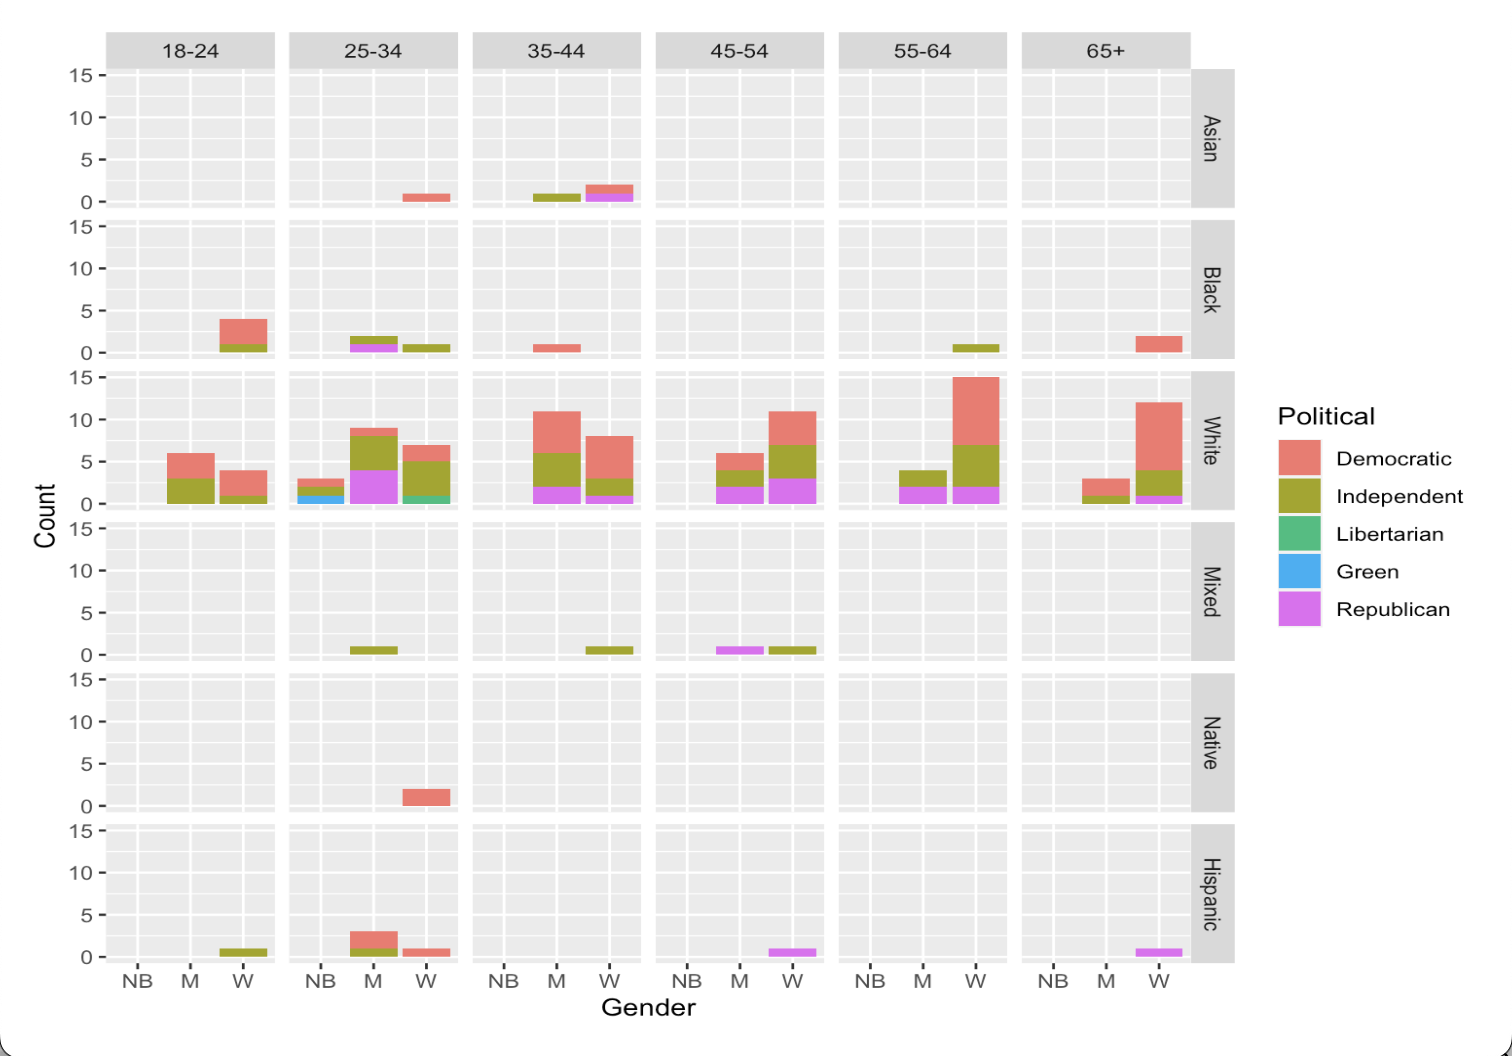 18-24 25-34 35-44 45-54 55-64 65+
15
10
5
0
Asian
15
10
5
0
Black
15
10
5
0
White
15
10
5
0
Mixed
15
10
5
0
Native
15
10
5
0
Hispanic
NB M W NB M W NB M W NB M W NB M W NB M W
Gender
Count
Political
Democratic
Independent
Libertarian
Green
Republican